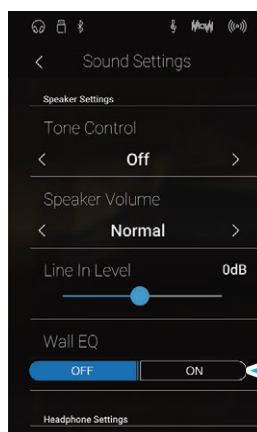 Sound Settings
Speaker Settings
Tone Control
Off
Speaker Volume
Normal
Line In Level 0dB
Wall EQ
OFF ON
Headphone Settings